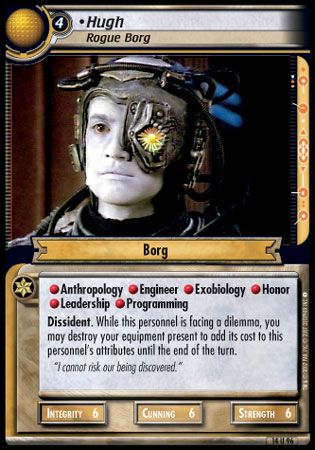 4
•Hugh
Rogue Borg
Borg
Anthropology Engineer Exobiology Honor
Leadership Programming
Dissident. While this personnel is facing a dilemma, you
may destroy your equipment present to add its cost to this
personnel's attributes until the end of the turn.
"I cannot risk our being discovered."
INTEGRITY 6 CUNNING 6 STRENGTH 6
14 U 96